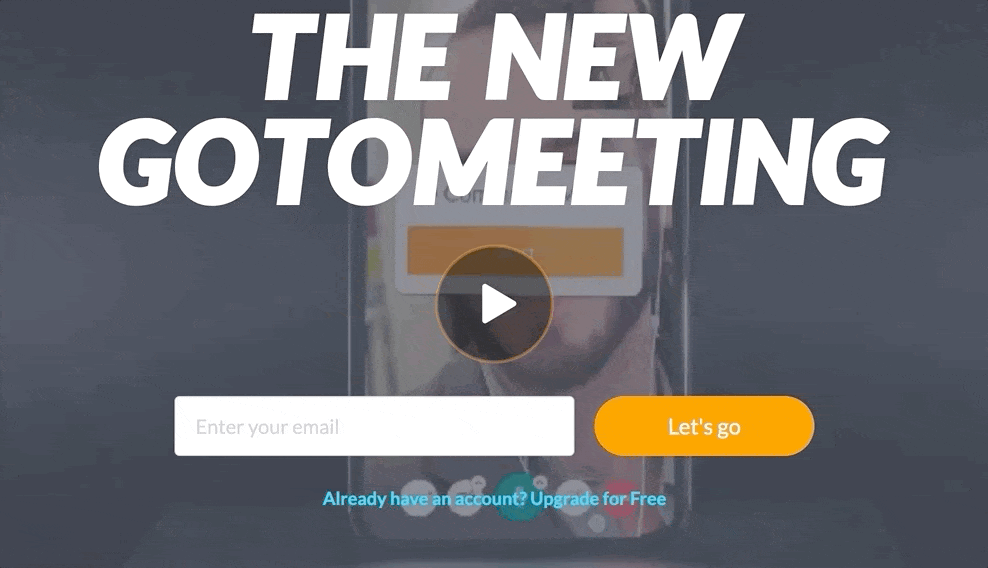 THE NEW
GOTOMEETING
Enter your email
Let's go
Already have an account? Upgrade for Free